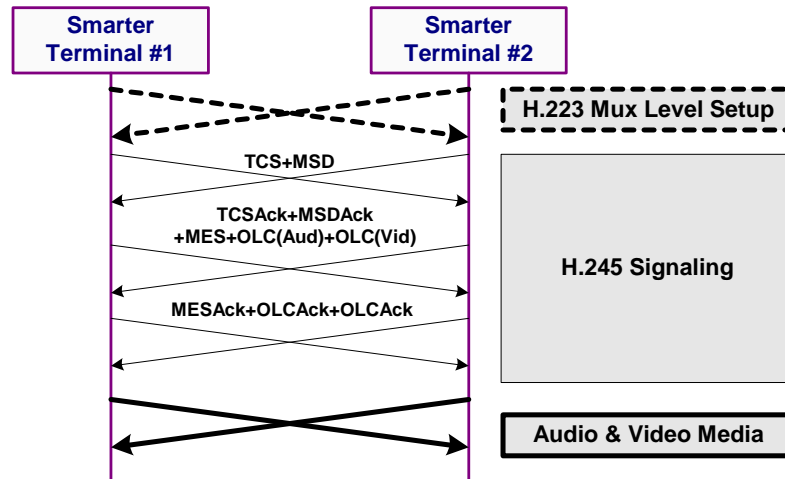 Smarter
Terminal #1
Smarter
Terminal #2
H.223 Mux Level Setup
TCS+MSD
TCSAck+MSDAck
+MES+OLC(Aud)+OLC(Vid)
H.245 Signaling
MESAck+OLCAck+OLCAck
Audio & Video Media